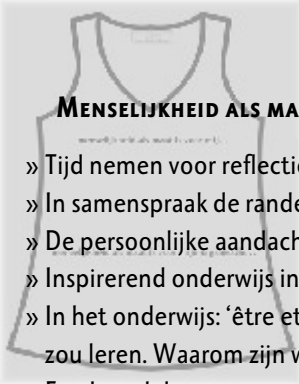 Menselijkheid als ma
» Tijd nemen voor reflectie
» In samenspraak de rande
» De persoonlijke aandach
» Inspirerend onderwijs in
» In het onderwijs: ‘être et
zou leren. Waarom zijn w